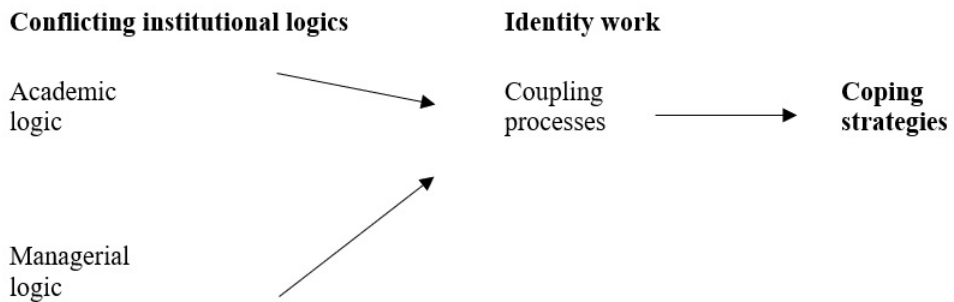 Conflicting institutional logics
Identity work
Academic
logic
Coupling
processes
Coping
strategies
Managerial
logic